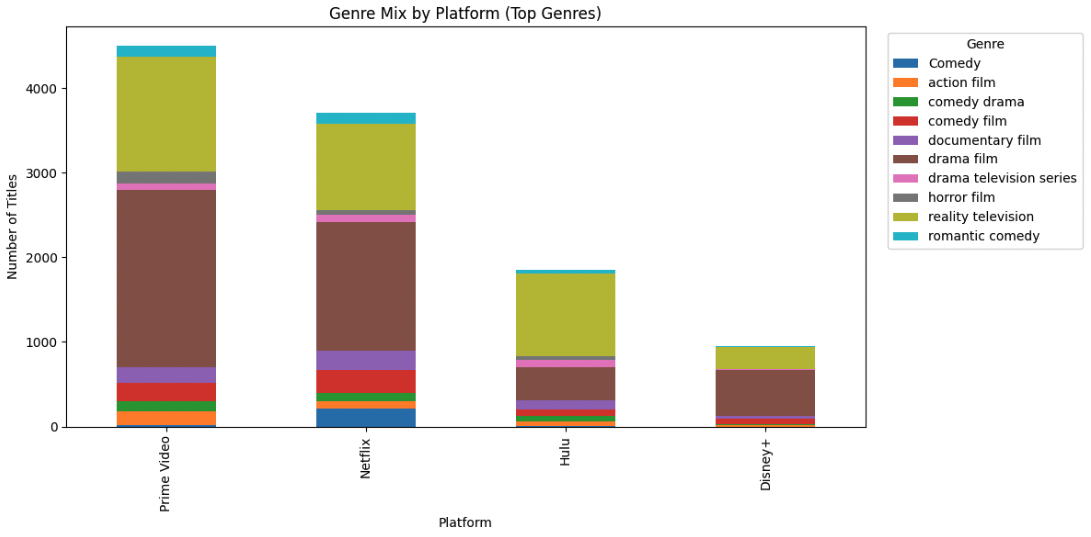 Genre Mix by Platform (Top Genres)
Number of Titles
4000
3000
2000
1000
0
Prime Video
Netflix
Hulu
Disney+
Platform
Genre
Comedy
action film
comedy drama
comedy film
documentary film
drama film
drama television series
horror film
reality television
romantic comedy